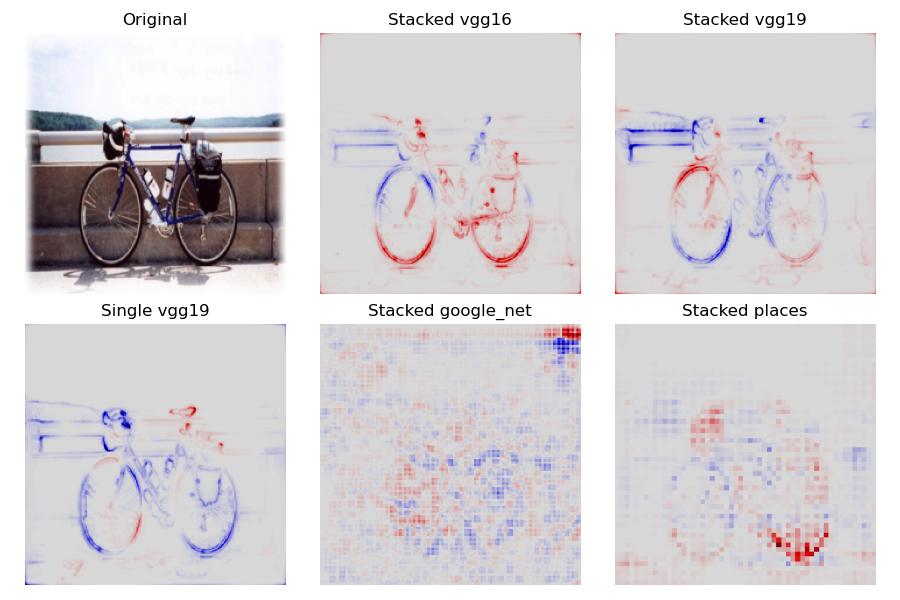 Original
Stacked vgg16
Stacked vgg19
Single vgg19
Stacked google_net
Stacked places